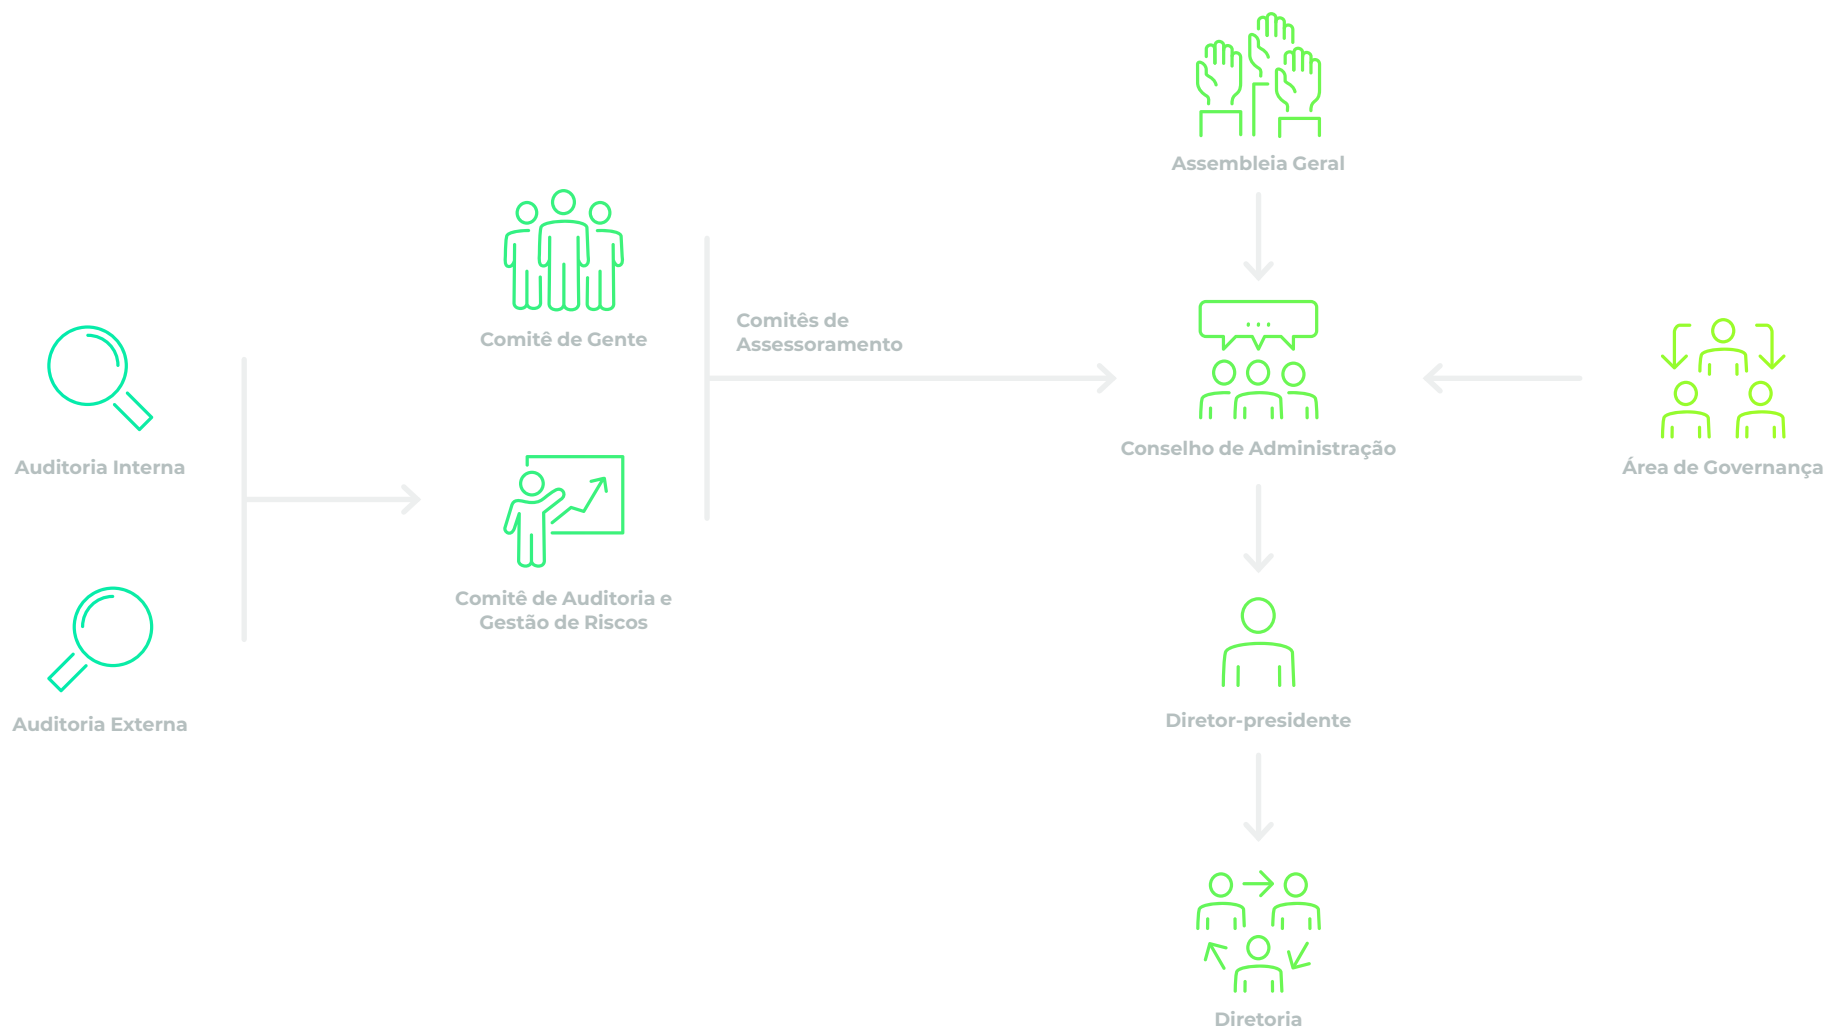 Assembleia Geral
Comitê de Gente
Comitês de
Assessoramento
Auditoria Interna
Conselho de Administração
Área de Governança
Comitê de Auditoria e
Gestão de Riscos
Auditoria Externa
Diretor-presidente
Diretoria